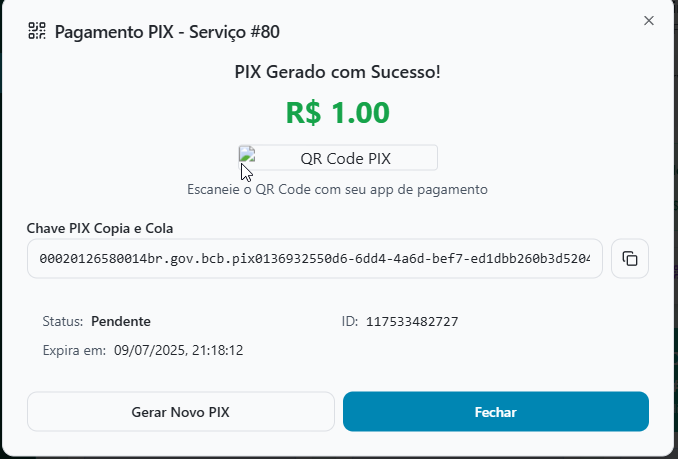 Pagamento PIX - Serviço #80
PIX Gerado com Sucesso!
R$ 1.00
QR Code PIX
Escaneie o QR Code com seu app de pagamento
Chave PIX Copia e Cola
00020126580014br.gov.bcb.pix0136932550d6-6dd4-4a6d-bef7-ed1dbb260b3d5204
Status: Pendente
ID: 117533482727
Expira em: 09/07/2025, 21:18:12
Gerar Novo PIX
Fechar